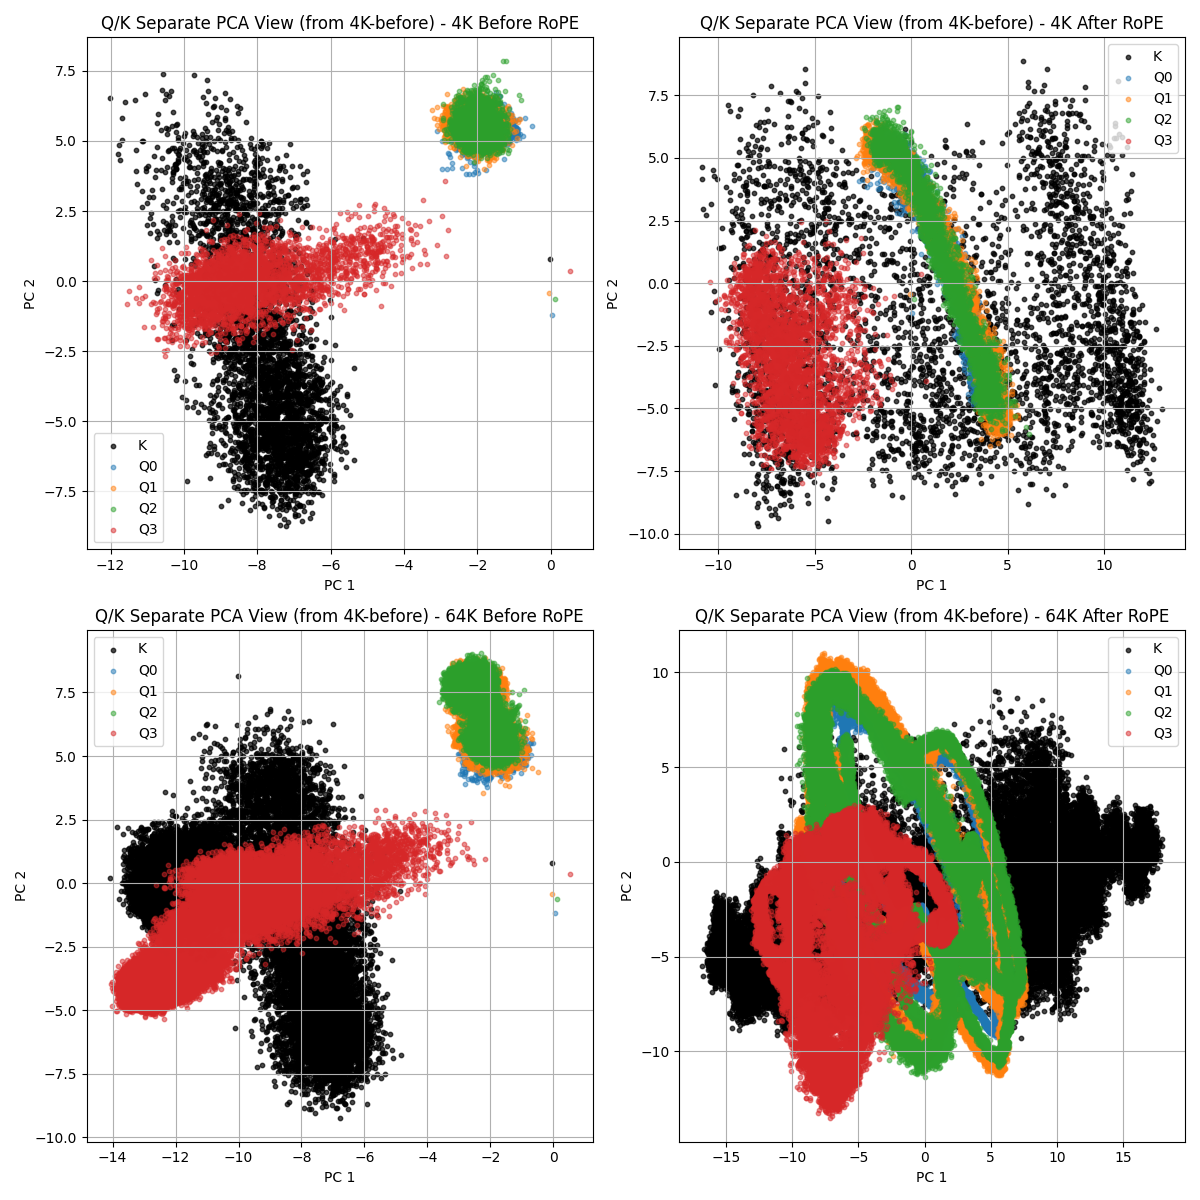 Q/K Separate PCA View (from 4K-before) - 4K Before RoPE
7.5
5.0
2.5
0.0
−2.5
−5.0
−7.5
PC 2
K
Q0
Q1
Q2
Q3
−12
−10
−8
−6
−4
−2
0
PC 1
Q/K Separate PCA View (from 4K-before) - 4K After RoPE
7.5
5.0
2.5
0.0
−2.5
−5.0
−7.5
−10.0
PC 2
K
Q0
Q1
Q2
Q3
−10
−5
0
5
10
PC 1
Q/K Separate PCA View (from 4K-before) - 64K Before RoPE
7.5
5.0
2.5
0.0
−2.5
−5.0
−7.5
−10.0
PC 2
K
Q0
Q1
Q2
Q3
−14
−12
−10
−8
−6
−4
−2
0
PC 1
Q/K Separate PCA View (from 4K-before) - 64K After RoPE
10
5
0
−5
−10
PC 2
K
Q0
Q1
Q2
Q3
−15
−10
−5
0
5
10
15
PC 1